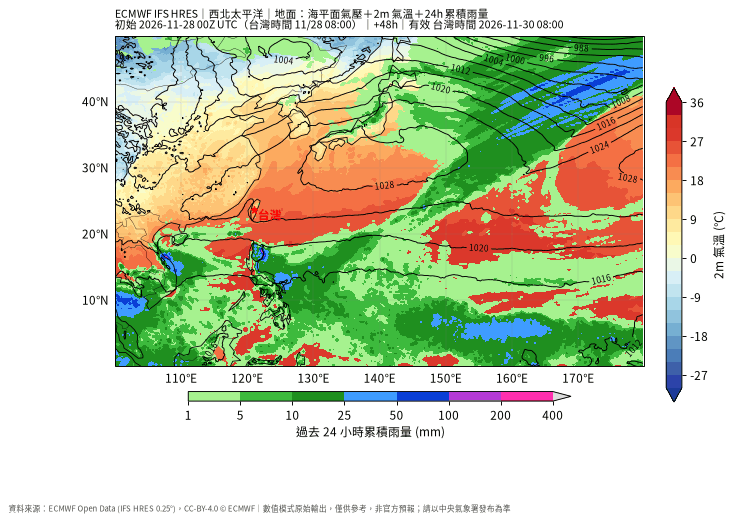 ECMWF IFS HRES｜西北太平洋｜地面：海平面氣壓＋2m 氣溫＋24h 累積雨量
初始 2026-11-28 00Z UTC（台灣時間 11/28 08:00）｜+48h｜有效 台灣時間 2026-11-30 08:00
988
1004
1004
1000
996
1012
1020
1008
1016
1024
1028
1028
1020
1016
1012
台灣
40°N
30°N
20°N
10°N
110°E
120°E
130°E
140°E
150°E
160°E
170°E
36
27
18
9
0
-9
-18
-27
2m 氣溫 (°C)
1
5
10
25
50
100
200
400
過去 24 小時累積雨量 (mm)
資料來源：ECMWF Open Data (IFS HRES 0.25°)・CC-BY-4.0 © ECMWF｜數值模式原始輸出，僅供參考，非官方預報；請以中央氣象署發布為準